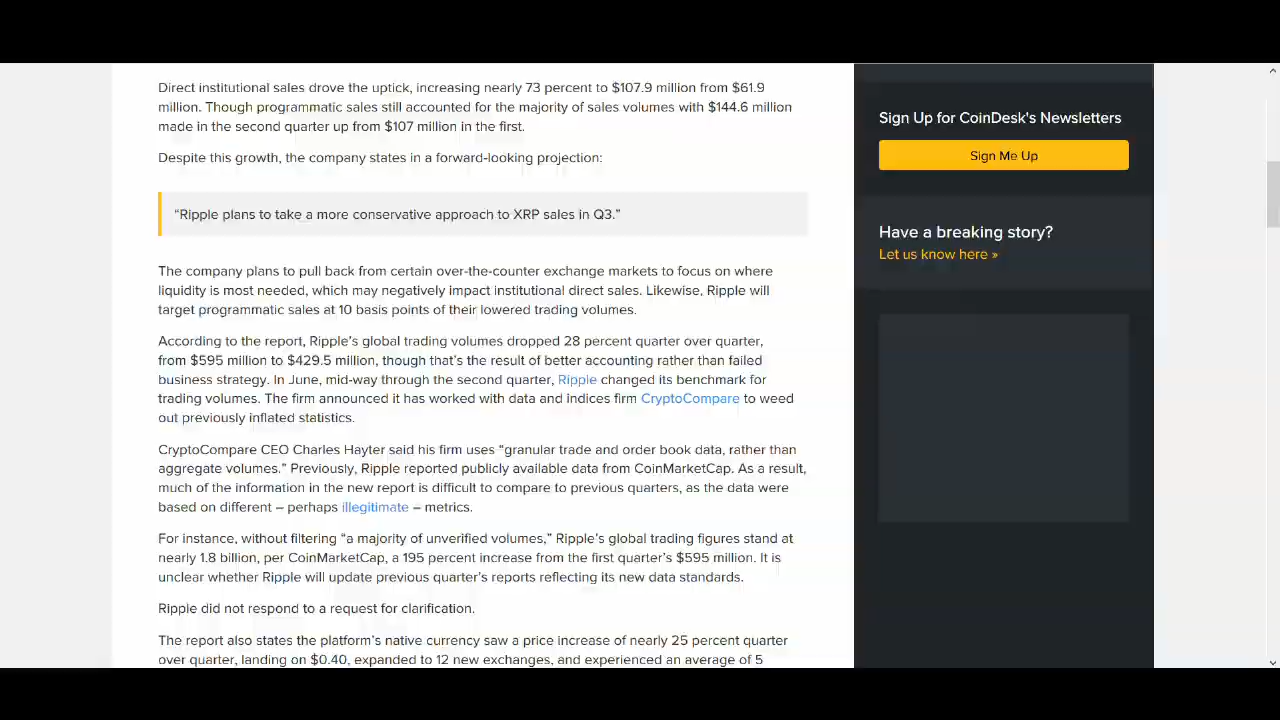 Direct institutional sales drove the uptick, increasing nearly 73 percent to $107.9 million from $61.9
million. Though programmatic sales still accounted for the majority of sales volumes with $144.6 million
made in the second quarter up from $107 million in the first.
Despite this growth, the company states in a forward-looking projection:
“Ripple plans to take a more conservative approach to XRP sales in Q3.”
The company plans to pull back from certain over-the-counter exchange markets to focus on where
liquidity is most needed, which may negatively impact institutional direct sales. Likewise, Ripple will
target programmatic sales at 10 basis points of their lowered trading volumes.
According to the report, Ripple’s global trading volumes dropped 28 percent quarter over quarter,
from $595 million to $429.5 million, though that’s the result of better accounting rather than failed
business strategy. In June, mid-way through the second quarter, Ripple changed its benchmark for
trading volumes. The firm announced it has worked with data and indices firm CryptoCompare to weed
out previously inflated statistics.
CryptoCompare CEO Charles Hayter said his firm uses “granular trade and order book data, rather than
aggregate volumes.” Previously, Ripple reported publicly available data from CoinMarketCap. As a result,
much of the information in the new report is difficult to compare to previous quarters, as the data were
based on different – perhaps illegitimate – metrics.
For instance, without filtering “a majority of unverified volumes,” Ripple’s global trading figures stand at
nearly 1.8 billion, per CoinMarketCap, a 195 percent increase from the first quarter’s $595 million. It is
unclear whether Ripple will update previous quarter’s reports reflecting its new data standards.
Ripple did not respond to a request for clarification.
The report also states the platform’s native currency saw a price increase of nearly 25 percent quarter
over quarter, landing on $0.40, expanded to 12 new exchanges, and experienced an average of 5
Sign Up for CoinDesk's Newsletters
Sign Me Up
Have a breaking story?
Let us know here »